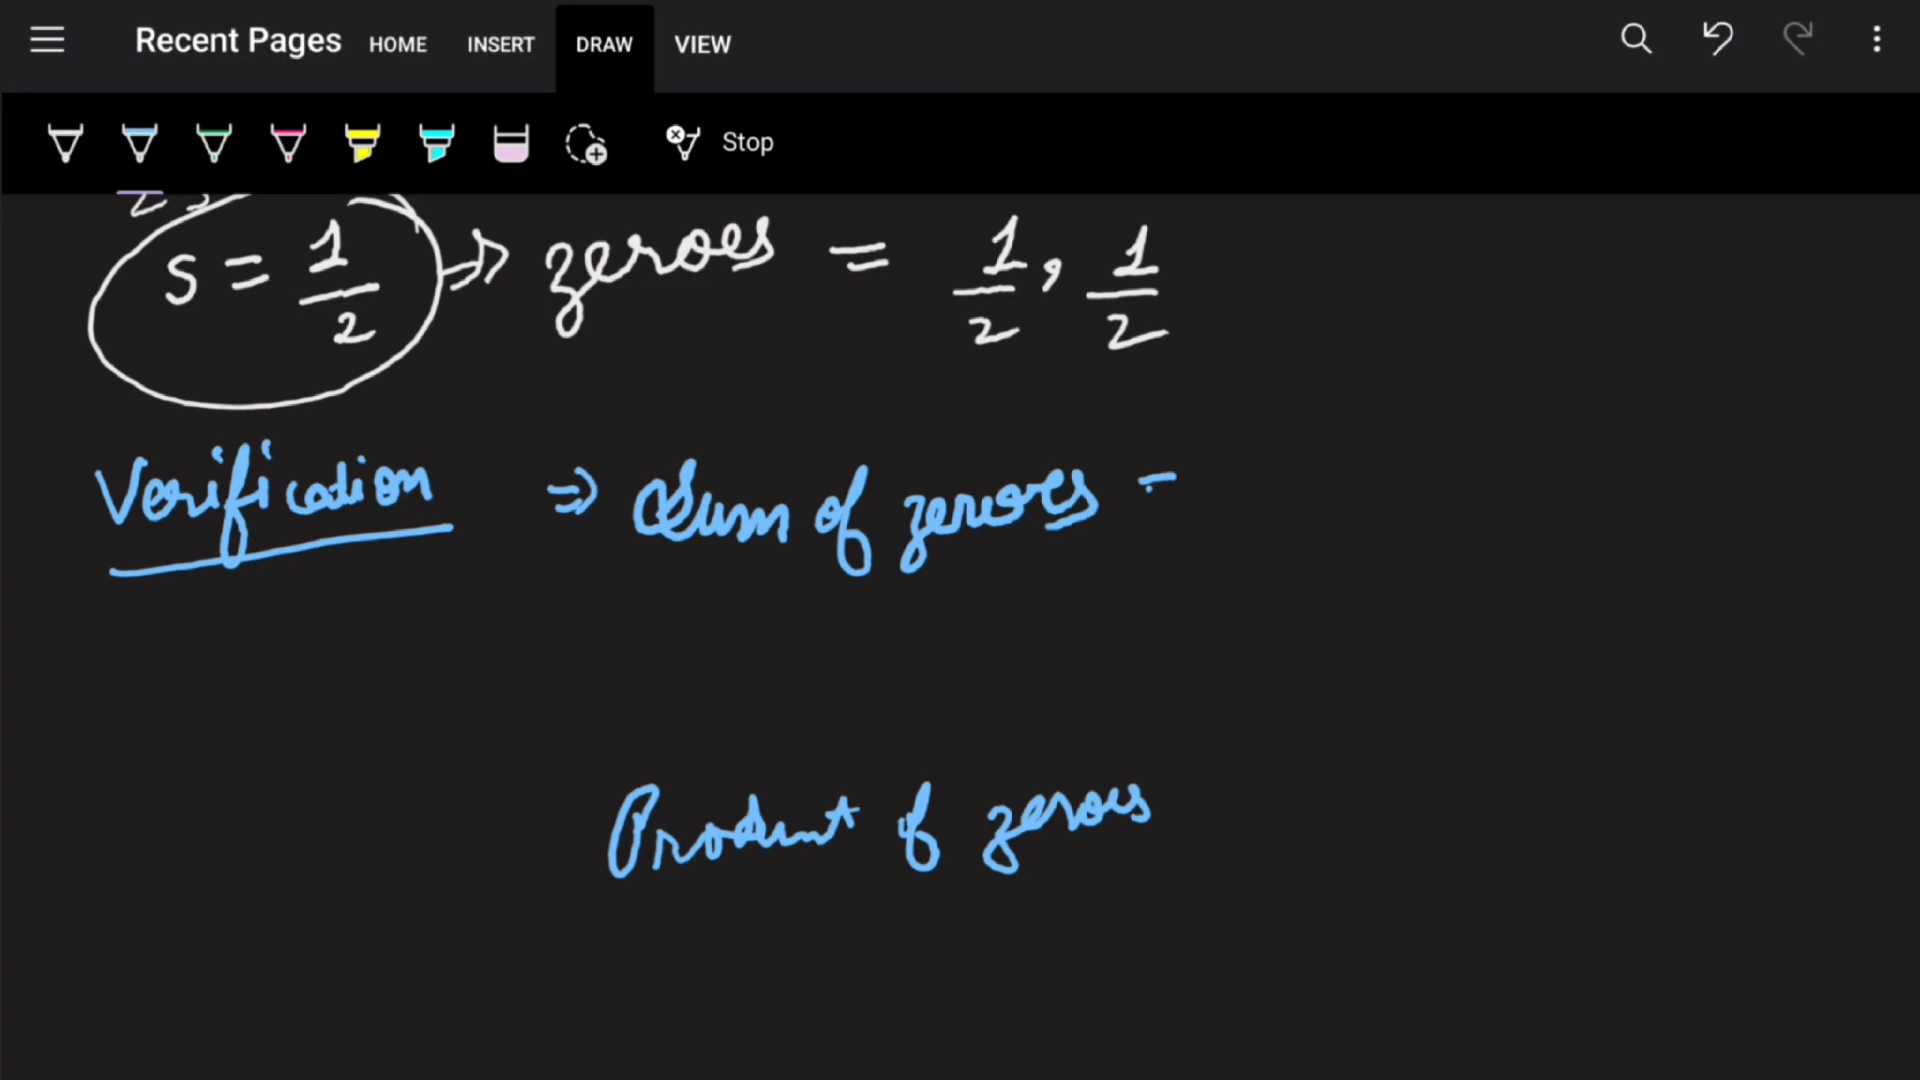 Recent Pages HOME INSERT DRAW VIEW
Stop
s = 1/2 ⇒ zeroes = 1/2, 1/2
Verification ⇒ Sum of zeroes =
Product of zeroes